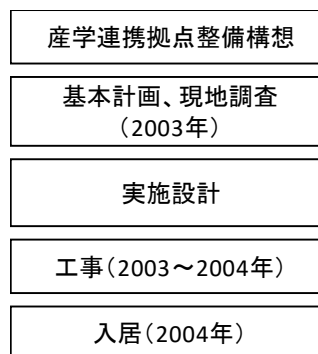 産学連携拠点整備構想
基本計画、現地調査
（2003年）
実施設計
工事（2003～2004年）
入居（2004年）